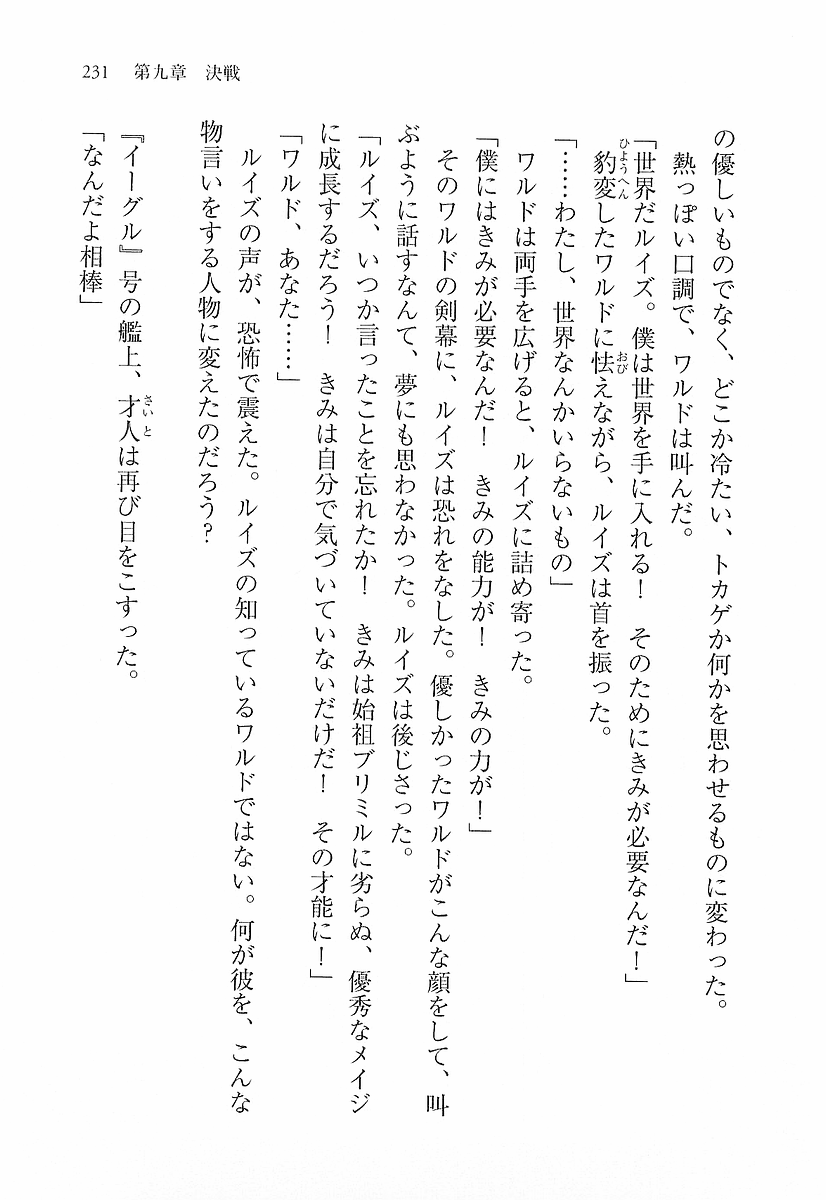 231　第九章　決戦
の優しいものでなく、どこか冷たい、トカゲか何かを思わせるものに変わった。
　熱っぽい口調で、ワルドは叫んだ。
「世界だルイズ。僕は世界を手に入れる！　そのためにきみが必要なんだ！」
　豹変したワルドに怯えながら、ルイズは首を振った。
「……わたし、世界なんかいらないもの」
　ワルドは両手を広げると、ルイズに詰め寄った。
「僕にはきみが必要なんだ！　きみの能力が！　きみの力が！」
　そのワルドの剣幕に、ルイズは恐れをなした。優しかったワルドがこんな顔をして、叫
ぶように話すなんて、夢にも思わなかった。ルイズは後じさった。
「ルイズ、いつか言ったことを忘れたか！　きみは始祖ブリミルに劣らぬ、優秀なメイジ
に成長するだろう！　きみは自分で気づいていないだけだ！　その才能に！」
「ワルド、あなた……」
　ルイズの声が、恐怖で震えた。ルイズの知っているワルドではない。何が彼を、こんな
物言いをする人物に変えたのだろう？
『イーグル』号の艦上、才人は再び目をこすった。
「なんだよ相棒」